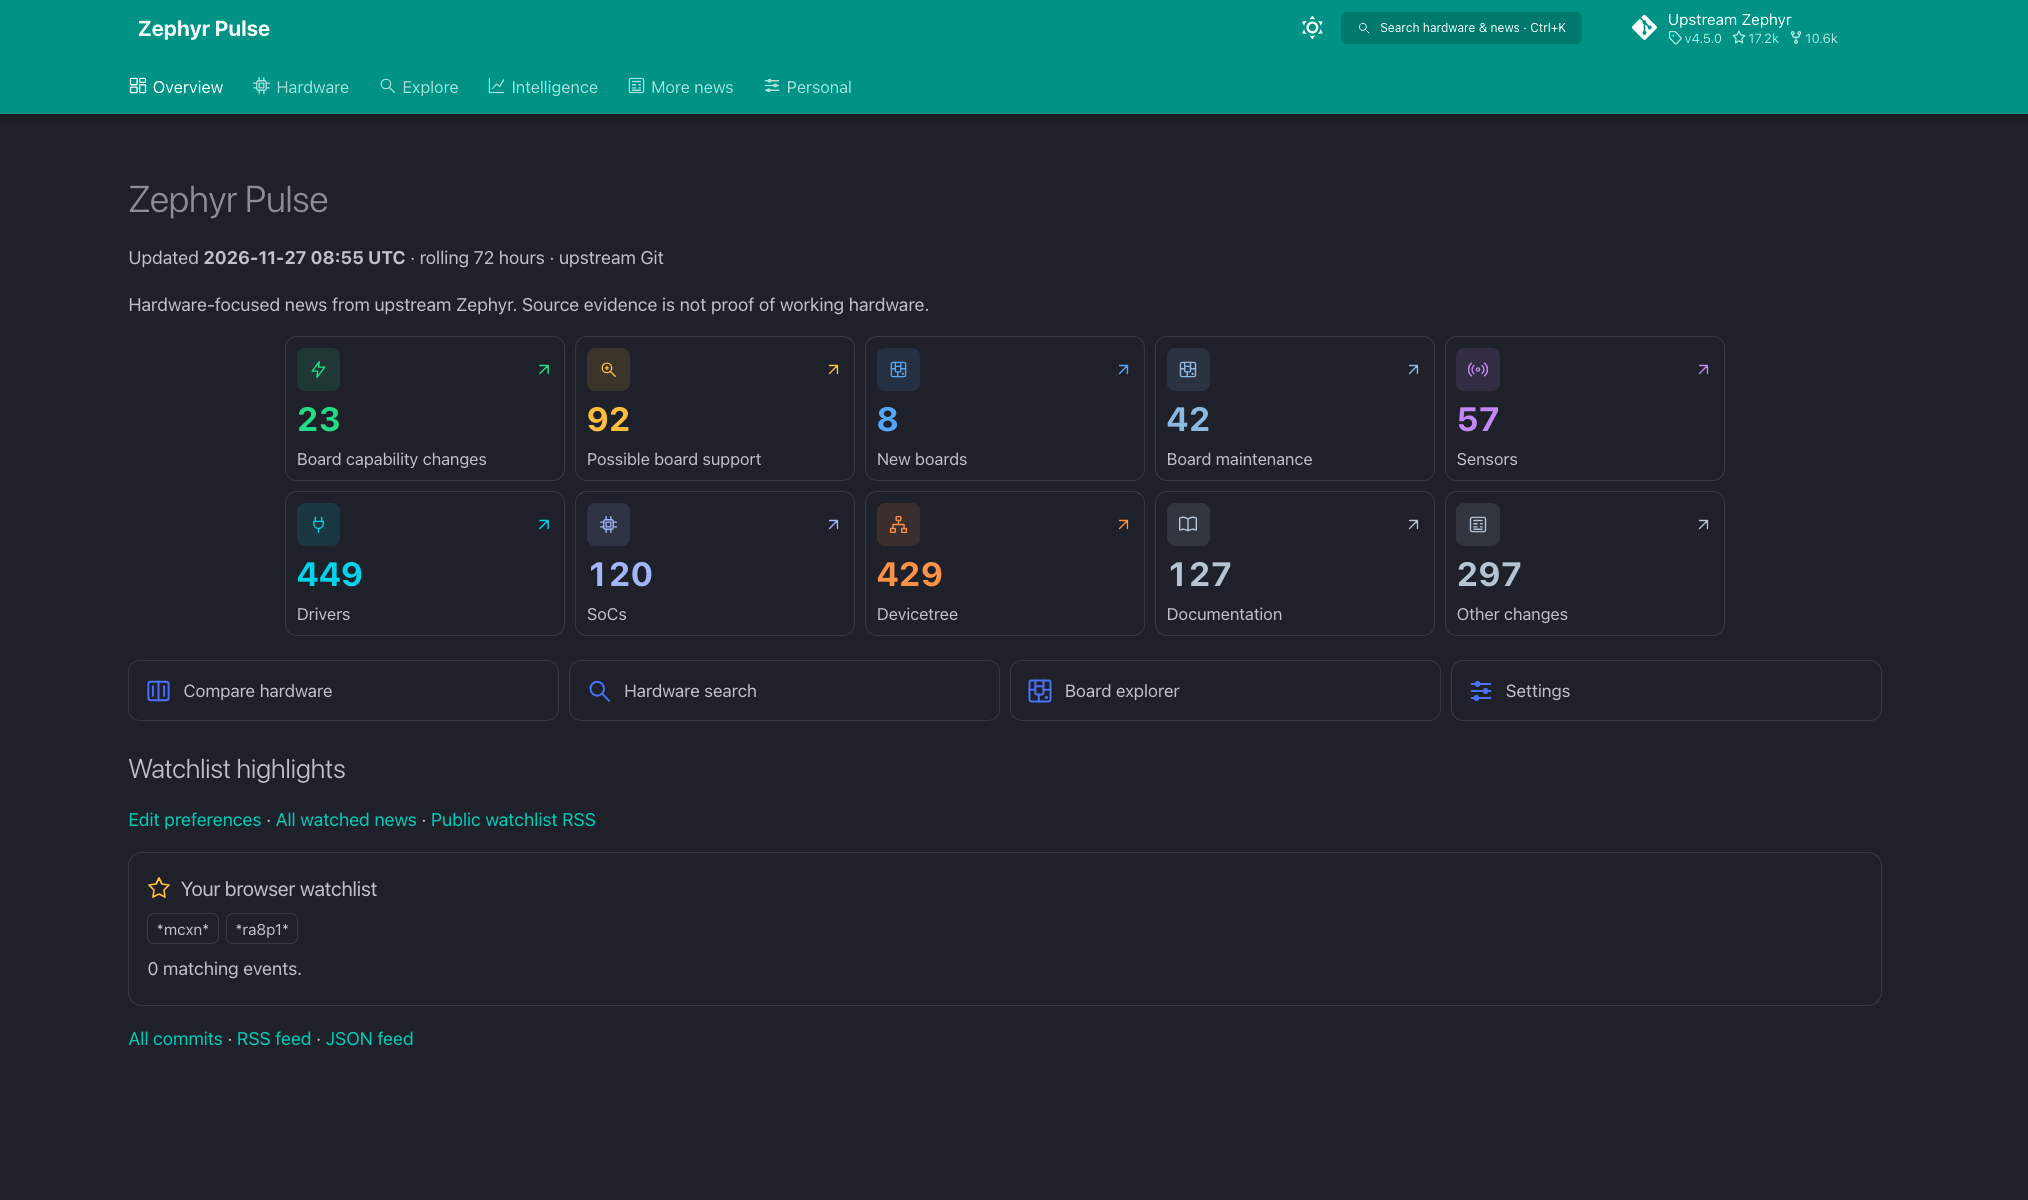 Zephyr Pulse
Search hardware & news · Ctrl+K
Upstream Zephyr
v4.5.0 17.2k 10.6k
Overview Hardware Explore Intelligence More news Personal
Zephyr Pulse
Updated 2026-11-27 08:55 UTC · rolling 72 hours · upstream Git
Hardware-focused news from upstream Zephyr. Source evidence is not proof of working hardware.
23
Board capability changes
92
Possible board support
8
New boards
42
Board maintenance
57
Sensors
449
Drivers
120
SoCs
429
Devicetree
127
Documentation
297
Other changes
Compare hardware
Hardware search
Board explorer
Settings
Watchlist highlights
Edit preferences · All watched news · Public watchlist RSS
Your browser watchlist
*mcxn* *ra8p1*
0 matching events.
All commits · RSS feed · JSON feed